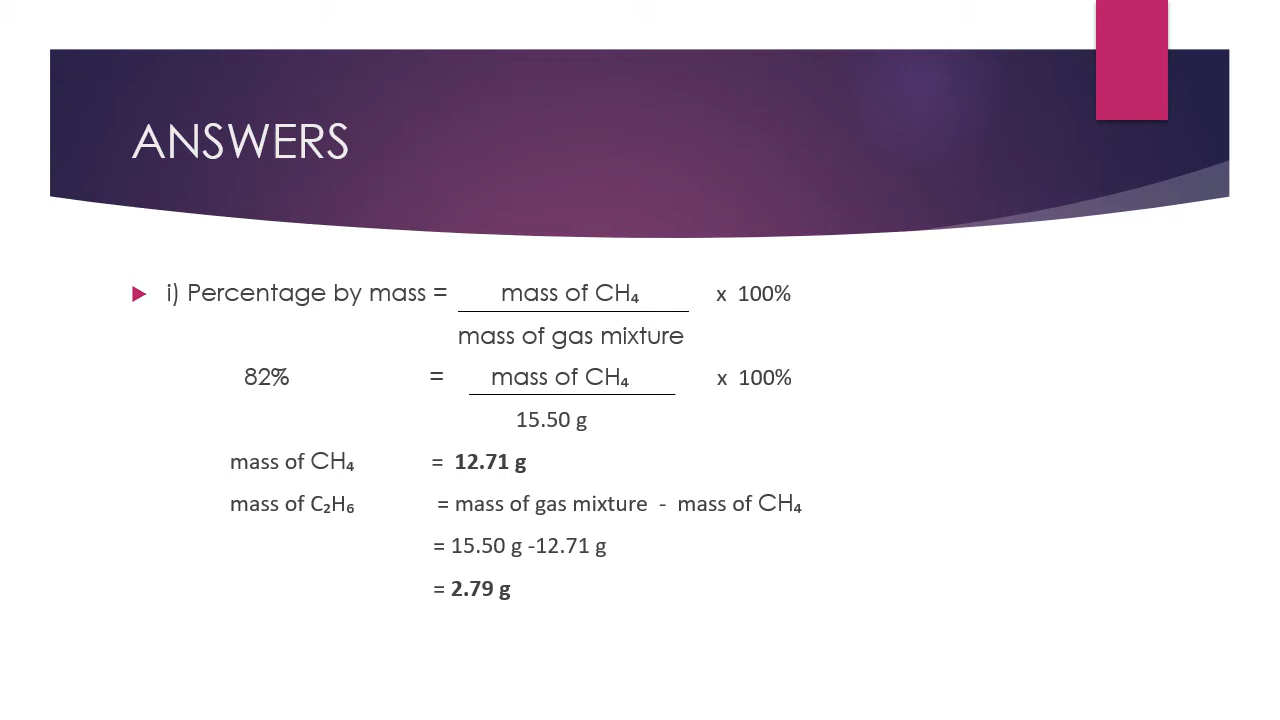 ANSWERS
i) Percentage by mass = mass of CH₄ x 100%
mass of gas mixture
82% = mass of CH₄ x 100%
15.50 g
mass of CH₄ = 12.71 g
mass of C₂H₆ = mass of gas mixture - mass of CH₄
= 15.50 g -12.71 g
= 2.79 g